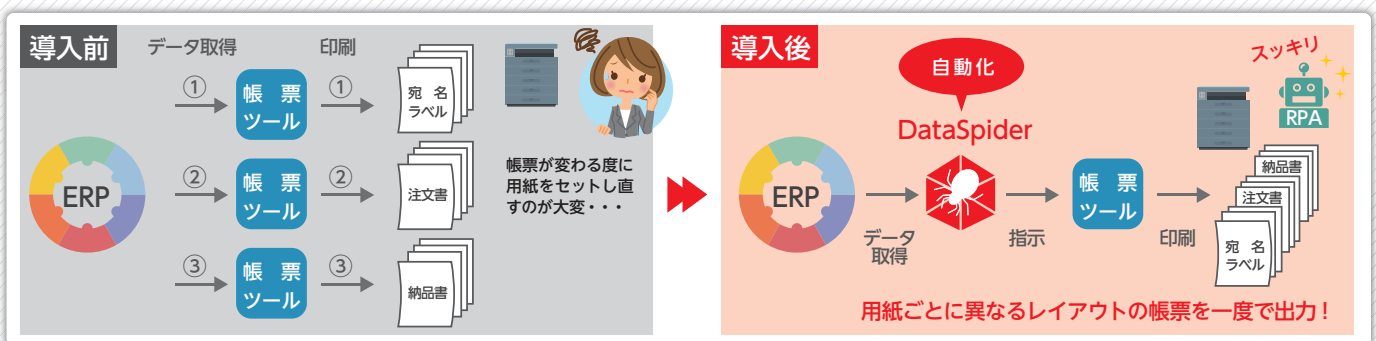 導入前
データ取得
印刷
①
帳 票
ツール
①
宛 名
ラベル
ERP
②
帳 票
ツール
②
注文書
③
帳 票
ツール
③
納品書
帳票が変わる度に
用紙をセットし直
すのが大変・・・
導入後
自動化
DataSpider
ERP
データ
取得
指示
帳 票
ツール
印刷
スッキリ
RPA
納品書
注文書
宛 名
ラベル
用紙ごとに異なるレイアウトの帳票を一度で出力！